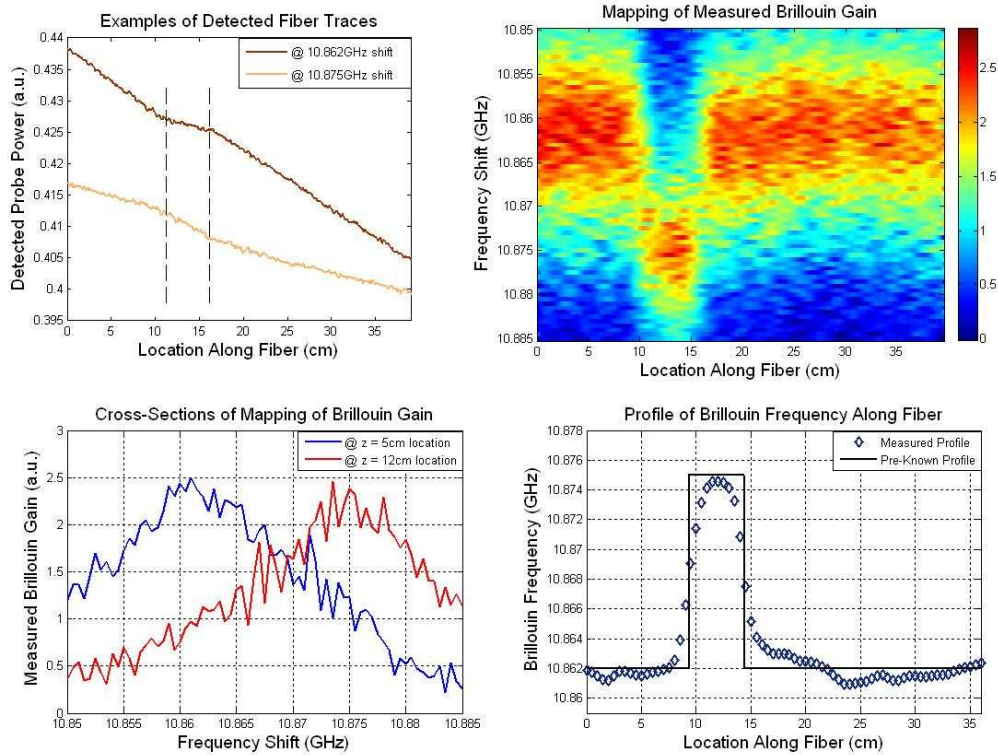 Examples of Detected Fiber Traces
0.44
0.435
0.43
0.425
0.42
0.415
0.41
0.405
0.4
0.395
Detected Probe Power (a.u.)
@ 10.862GHz shift
@ 10.875GHz shift
0 5 10 15 20 25 30 35
Location Along Fiber (cm)
Mapping of Measured Brillouin Gain
10.85
10.855
10.86
10.865
10.87
10.875
10.88
10.885
Frequency Shift (GHz)
0 5 10 15 20 25 30 35
Location Along Fiber (cm)
2.5
2
1.5
1
0.5
0
Cross-Sections of Mapping of Brillouin Gain
3
2.5
2
1.5
1
0.5
0
Measured Brillouin Gain (a.u.)
@ z = 5cm location
@ z = 12cm location
10.85 10.855 10.86 10.865 10.87 10.875 10.88 10.885
Frequency Shift (GHz)
Profile of Brillouin Frequency Along Fiber
10.878
10.876
10.874
10.872
10.87
10.868
10.866
10.864
10.862
10.86
Brillouin Frequency (GHz)
Measured Profile
Pre-Known Profile
0 5 10 15 20 25 30 35
Location Along Fiber (cm)